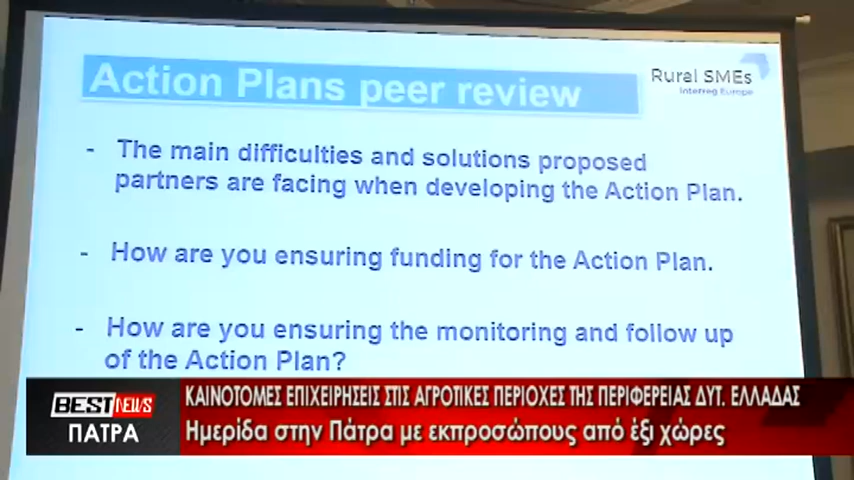 Action Plans peer review
Rural SMEs
Interreg Europe
- The main difficulties and solutions proposed
partners are facing when developing the Action Plan.
- How are you ensuring funding for the Action Plan.
- How are you ensuring the monitoring and follow up
of the Action Plan?
BEST NEWS
ΠΑΤΡΑ
ΚΑΙΝΟΤΟΜΕΣ ΕΠΙΧΕΙΡΗΣΕΙΣ ΣΤΙΣ ΑΓΡΟΤΙΚΕΣ ΠΕΡΙΟΧΕΣ ΤΗΣ ΠΕΡΙΦΕΡΕΙΑΣ ΔΥΤ. ΕΛΛΑΔΑΣ
Ημερίδα στην Πάτρα με εκπροσώπους από έξι χώρες